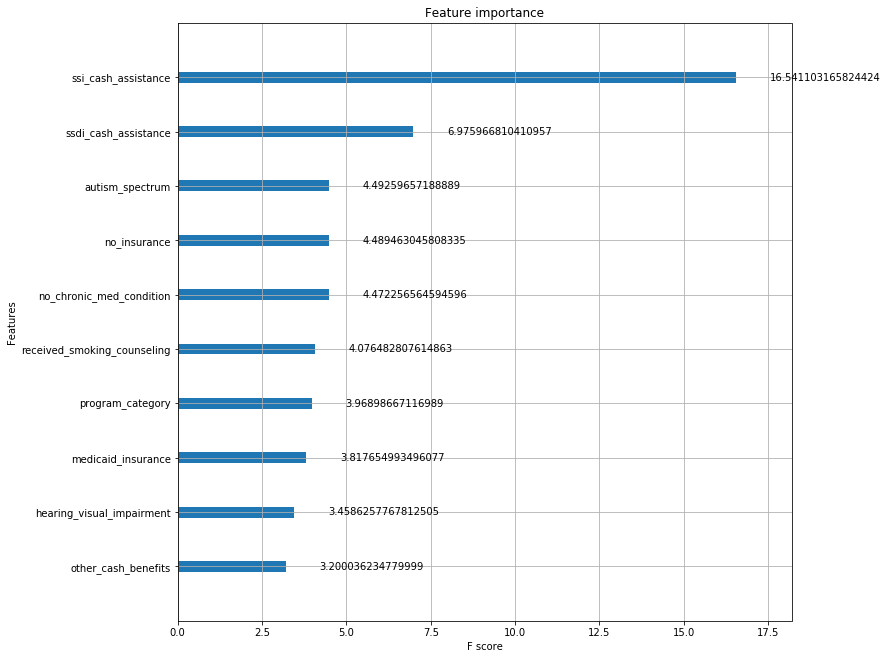 Feature importance
ssi_cash_assistance 16.541103165824424
ssdi_cash_assistance 6.975966810410957
autism_spectrum 4.49259657188889
no_insurance 4.489463045808335
no_chronic_med_condition 4.472256564594596
received_smoking_counseling 4.076482807614863
program_category 3.96898667116989
medicaid_insurance 3.817654993496077
hearing_visual_impairment 3.4586257767812505
other_cash_benefits 3.200036234779999
Features
0.0 2.5 5.0 7.5 10.0 12.5 15.0 17.5
F score